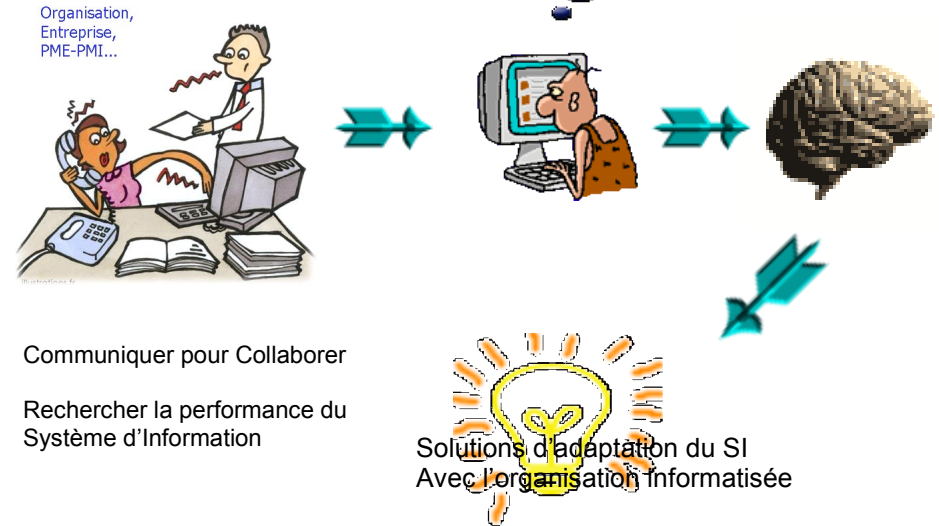 Organisation,
Entreprise,
PME-PMI...
Communiquer pour Collaborer
Rechercher la performance du
Système d’Information
Solutions d’adaptation du SI
Avec l’organisation informatisée